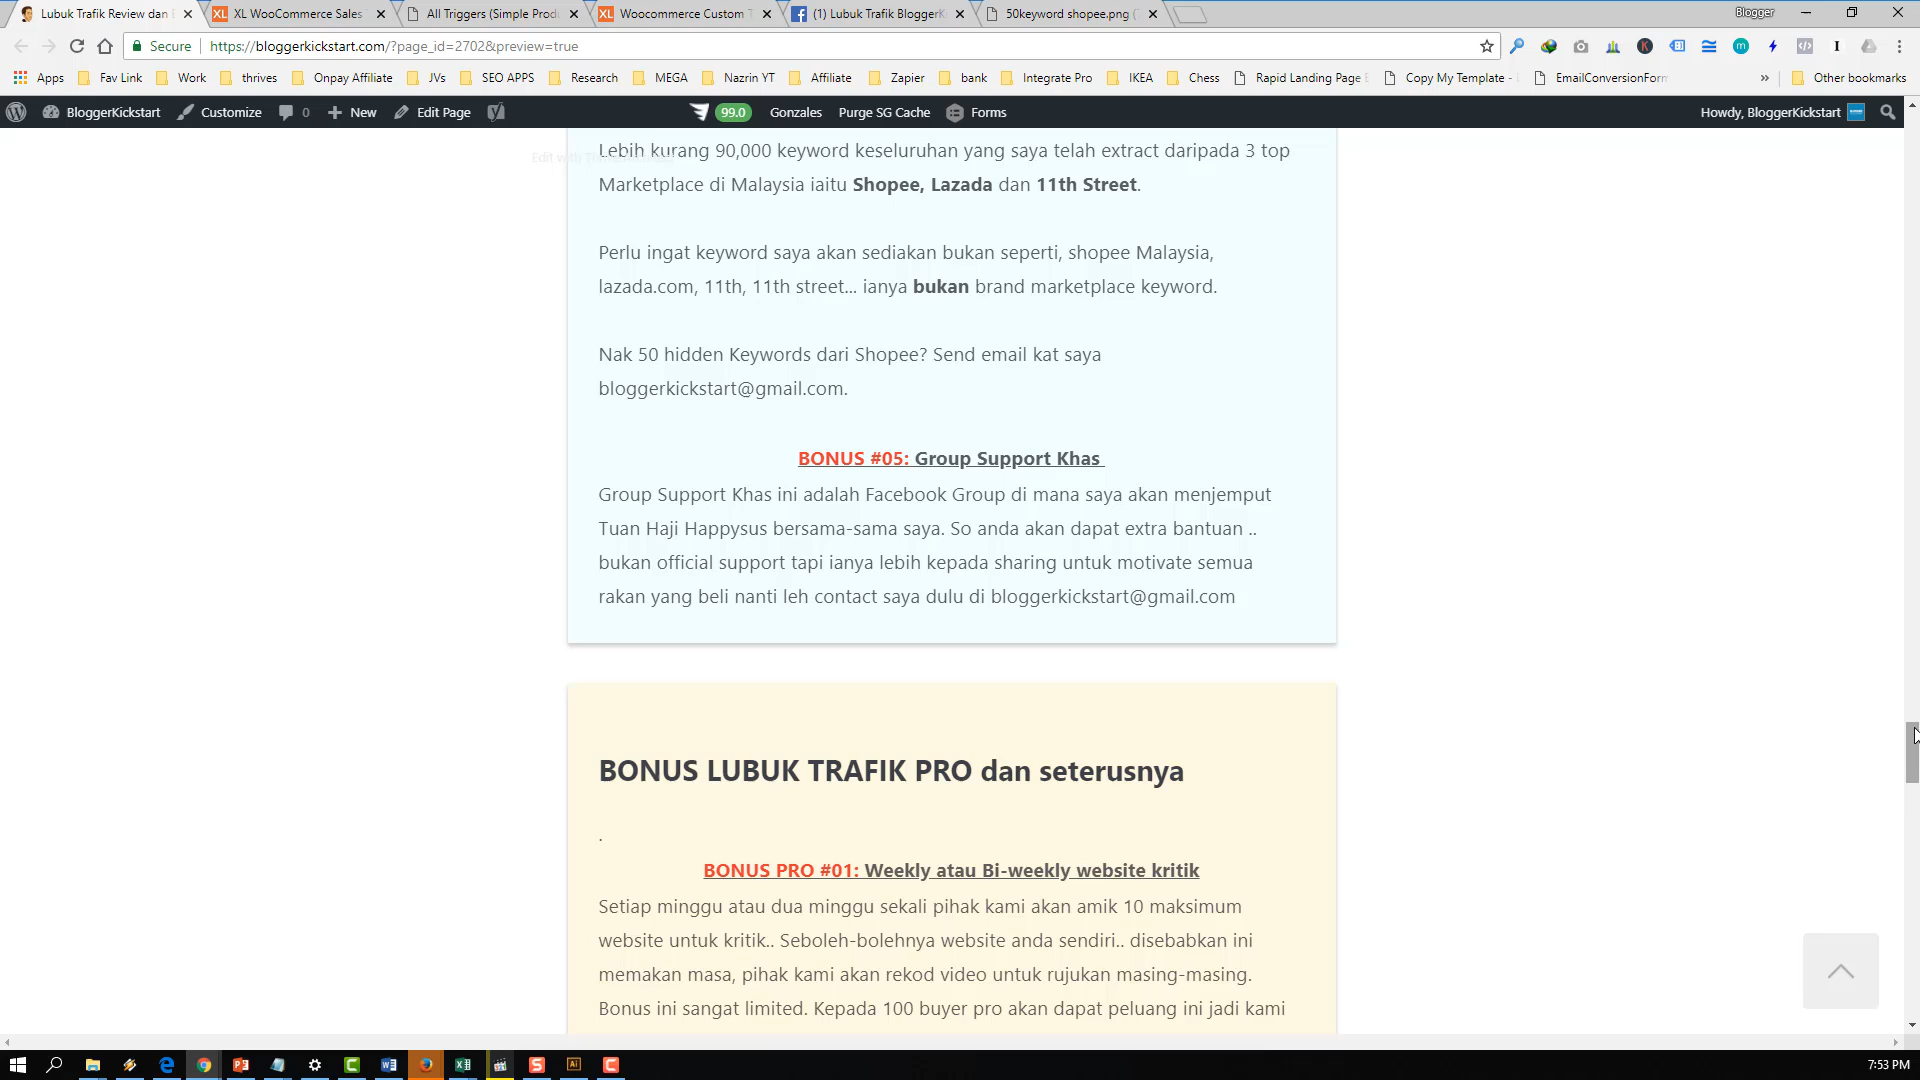 Lubuk Trafik Review dan
XL WooCommerce Sales
All Triggers (Simple Prod
Woocommerce Custom T
(1) Lubuk Trafik BloggerK
50keyword shopee.png (
Blogger
Secure
https://bloggerkickstart.com/?page_id=2702&preview=true
Apps
Fav Link
Work
thrives
Onpay Affiliate
JVs
SEO APPS
Research
MEGA
Nazrin YT
Affiliate
Zapier
bank
Integrate Pro
IKEA
Chess
Rapid Landing Page
Copy My Template -
EmailConversionForm
Other bookmarks
BloggerKickstart
Customize
0
New
Edit Page
99.0
Gonzales
Purge SG Cache
Forms
Howdy, BloggerKickstart
Lebih kurang 90,000 keyword keseluruhan yang saya telah extract daripada 3 top
Marketplace di Malaysia iaitu Shopee, Lazada dan 11th Street.
Perlu ingat keyword saya akan sediakan bukan seperti, shopee Malaysia,
lazada.com, 11th, 11th street... ianya bukan brand marketplace keyword.
Nak 50 hidden Keywords dari Shopee? Send email kat saya
bloggerkickstart@gmail.com.
BONUS #05: Group Support Khas
Group Support Khas ini adalah Facebook Group di mana saya akan menjemput
Tuan Haji Happysus bersama-sama saya. So anda akan dapat extra bantuan ..
bukan official support tapi ianya lebih kepada sharing untuk motivate semua
rakan yang beli nanti leh contact saya dulu di bloggerkickstart@gmail.com
BONUS LUBUK TRAFIK PRO dan seterusnya
.
BONUS PRO #01: Weekly atau Bi-weekly website kritik
Setiap minggu atau dua minggu sekali pihak kami akan amik 10 maksimum
website untuk kritik.. Seboleh-bolehnya website anda sendiri.. disebabkan ini
memakan masa, pihak kami akan rekod video untuk rujukan masing-masing.
Bonus ini sangat limited. Kepada 100 buyer pro akan dapat peluang ini jadi kami
7:53 PM